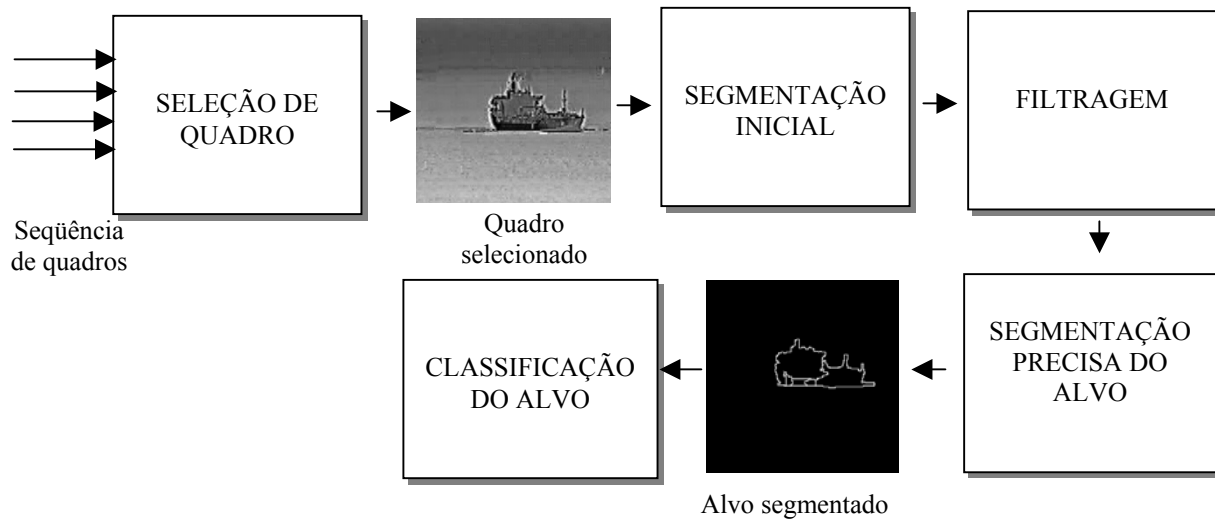 SELEÇÃO DE
QUADRO
SEGMENTAÇÃO
INICIAL
FILTRAGEM
Seqüência
de quadros
Quadro
selecionado
CLASSIFICAÇÃO
DO ALVO
SEGMENTAÇÃO
PRECISA DO
ALVO
Alvo segmentado